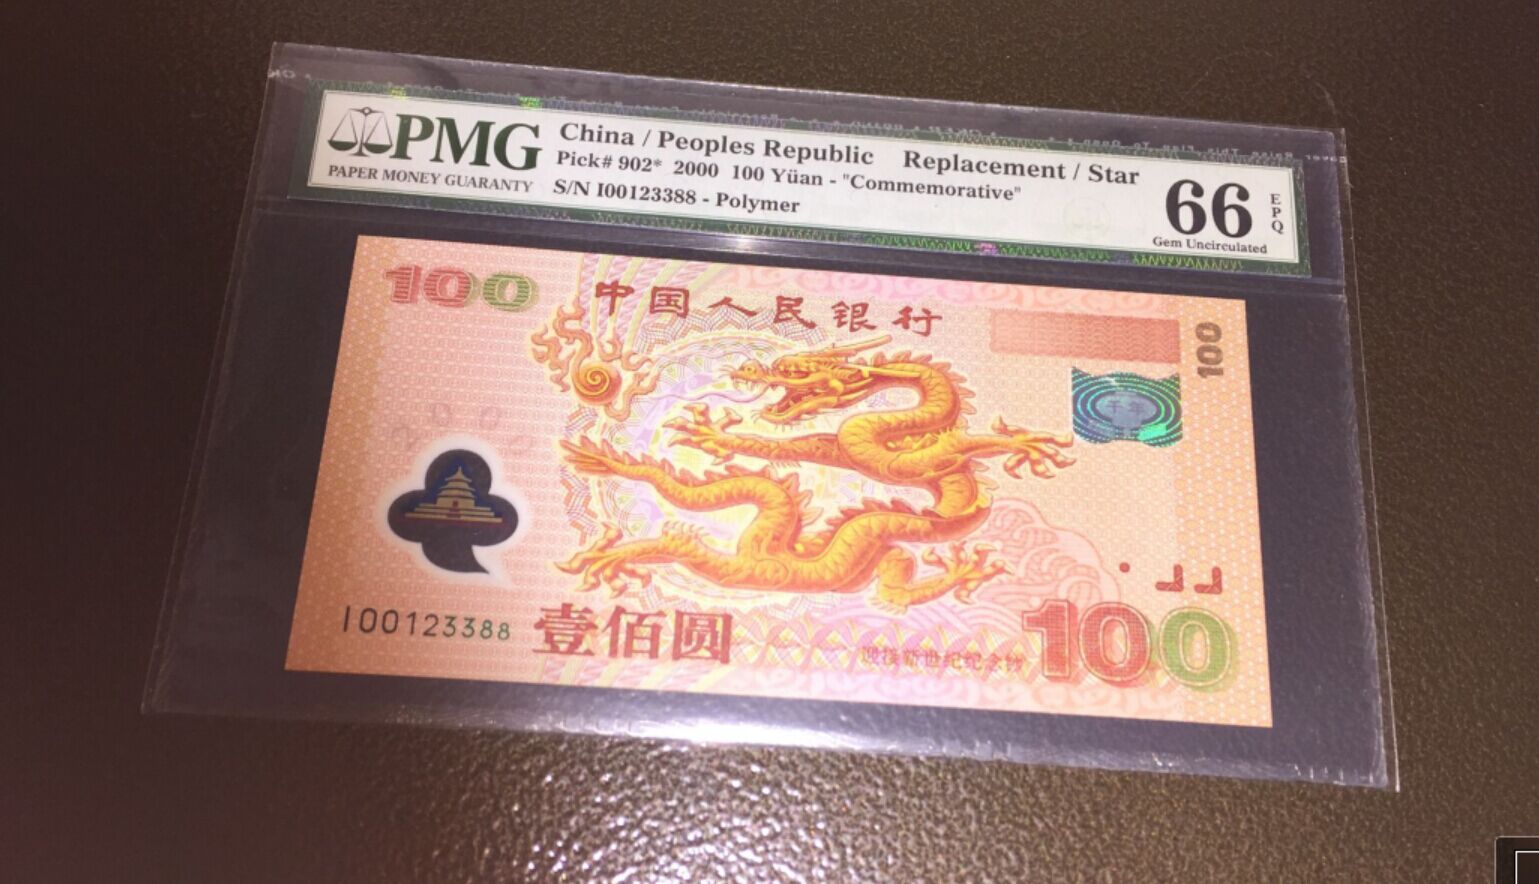 PMG
PAPER MONEY GUARANTY
China / Peoples Republic Replacement / Star
Pick# 902* 2000 100 Yüan - "Commemorative"
S/N I00123388 - Polymer
66
EPQ
Gem Uncirculated
100
中国人民银行
100
千年
I00123388
壹佰圆
迎接新世纪纪念钞
100